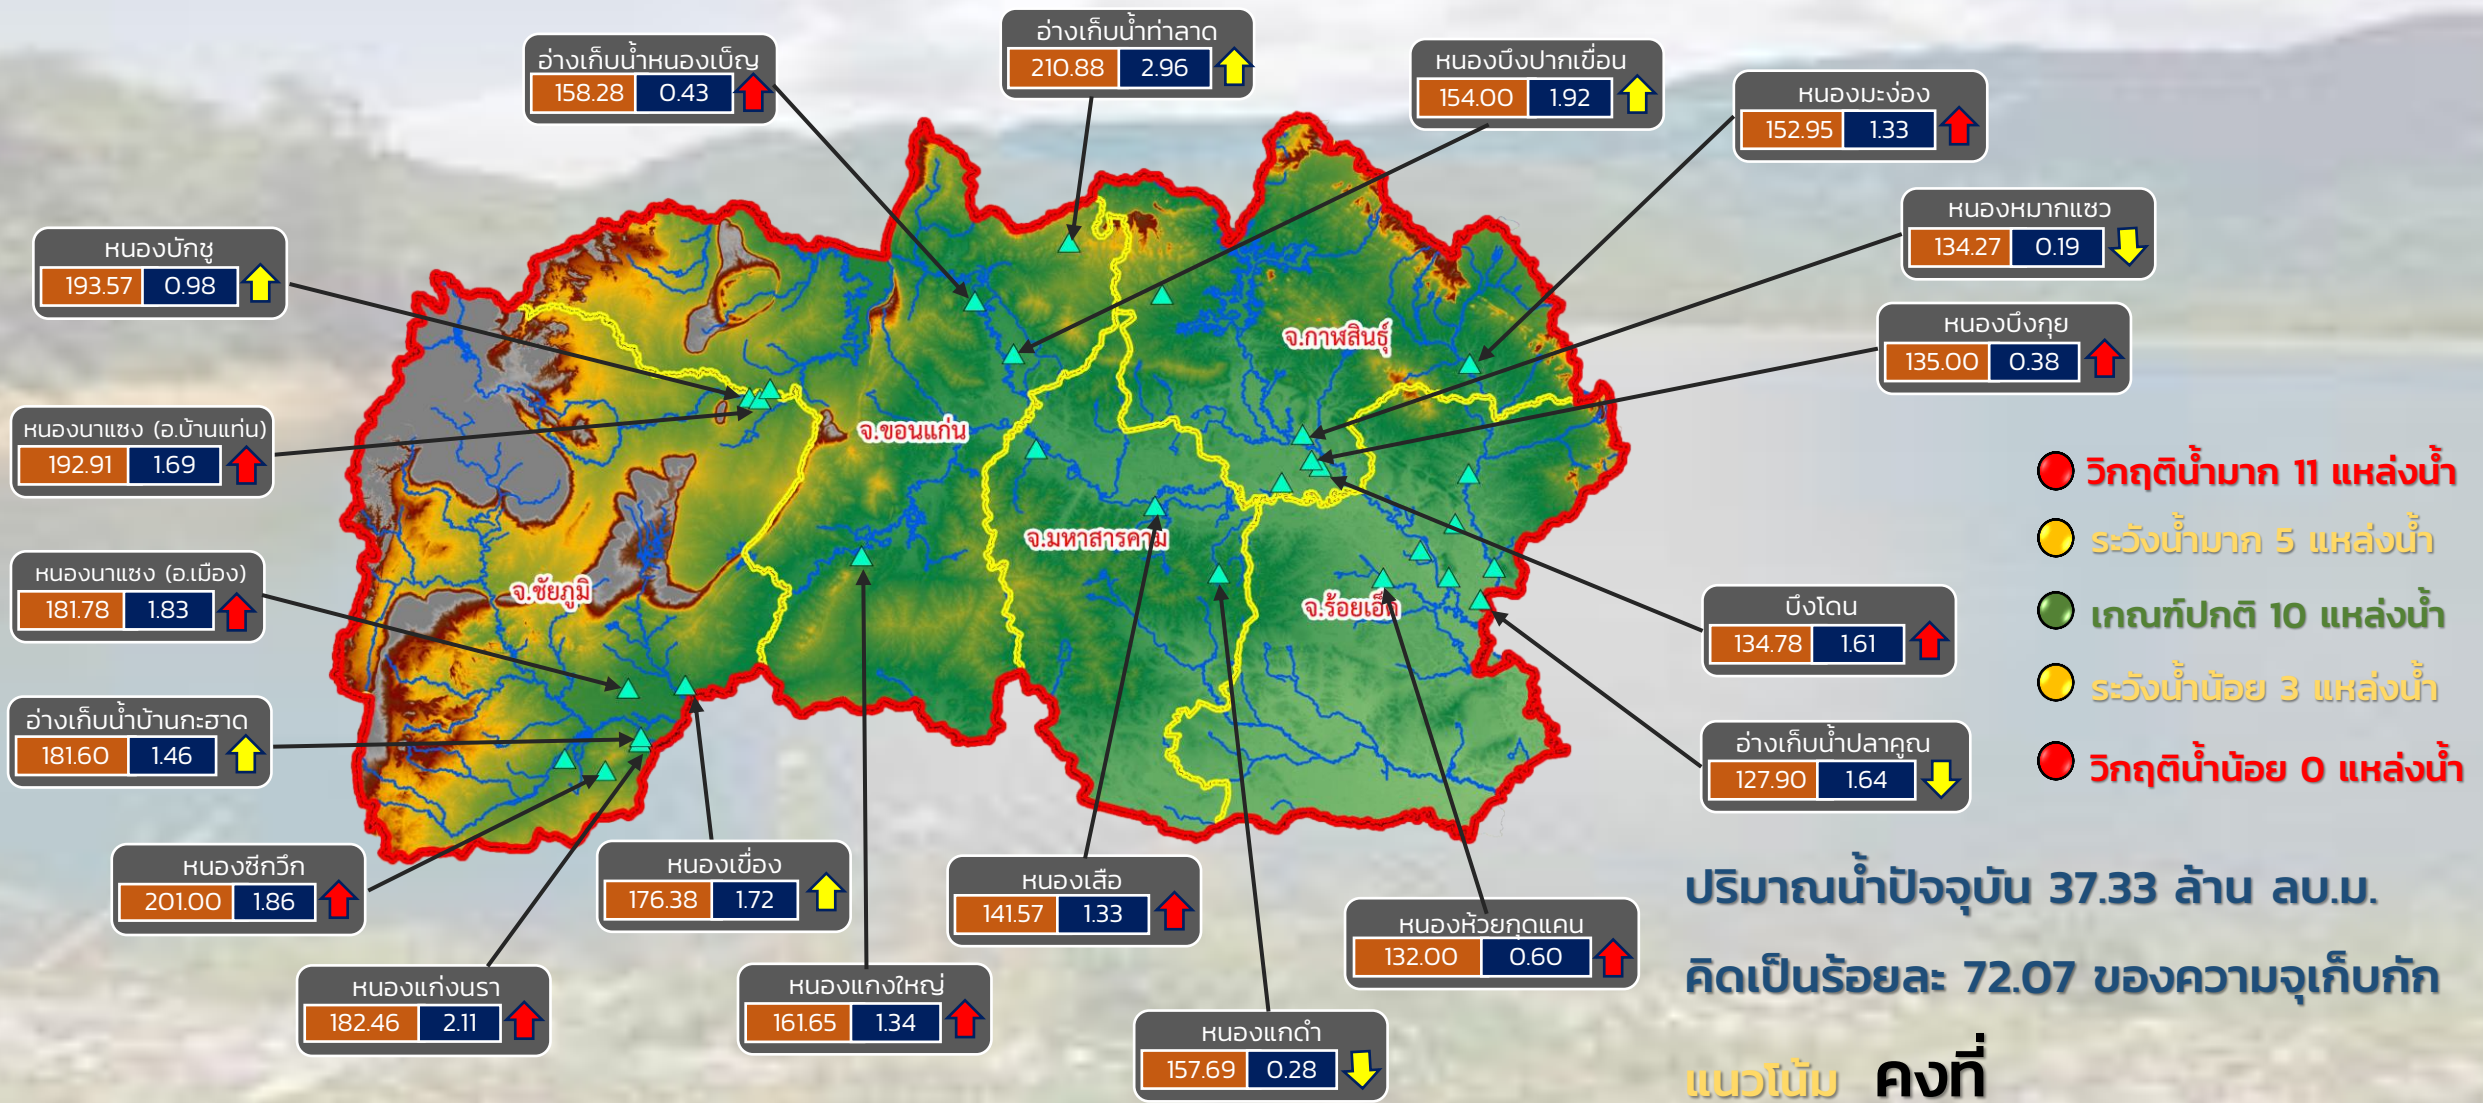 อ่างเก็บน้ำท่าลาด
210.88 2.96
อ่างเก็บน้ำหนองเบ็ญ
158.28 0.43
หนองบึงปากเขื่อน
154.00 1.92
หนองมะง่อง
152.95 1.33
หนองหมากแซว
134.27 0.19
หนองบักชู
193.57 0.98
หนองบึงกุย
135.00 0.38
จ.กาฬสินธุ์
หนองนาแซง (อ.บ้านแท่น)
192.91 1.69
จ.ขอนแก่น
วิกฤติน้ำมาก 11 แหล่งน้ำ
ระวังน้ำมาก 5 แหล่งน้ำ
จ.มหาสารคาม
หนองนาแซง (อ.เมือง)
181.78 1.83
จ.ชัยภูมิ
จ.ร้อยเอ็ด
เกณฑ์ปกติ 10 แหล่งน้ำ
บึงโดน
134.78 1.61
ระวังน้ำน้อย 3 แหล่งน้ำ
อ่างเก็บน้ำบ้านกะฮาด
181.60 1.46
อ่างเก็บน้ำปลาคูณ
127.90 1.64
วิกฤติน้ำน้อย 0 แหล่งน้ำ
หนองซีกวึก
201.00 1.86
หนองเขื่อง
176.38 1.72
หนองเสือ
141.57 1.33
หนองห้วยกุดแคน
132.00 0.60
ปริมาณน้ำปัจจุบัน 37.33 ล้าน ลบ.ม.
คิดเป็นร้อยละ 72.07 ของความจุเก็บกัก
หนองแก่งนรา
182.46 2.11
หนองแกงใหญ่
161.65 1.34
หนองแกดำ
157.69 0.28
แนวโน้ม คงที่